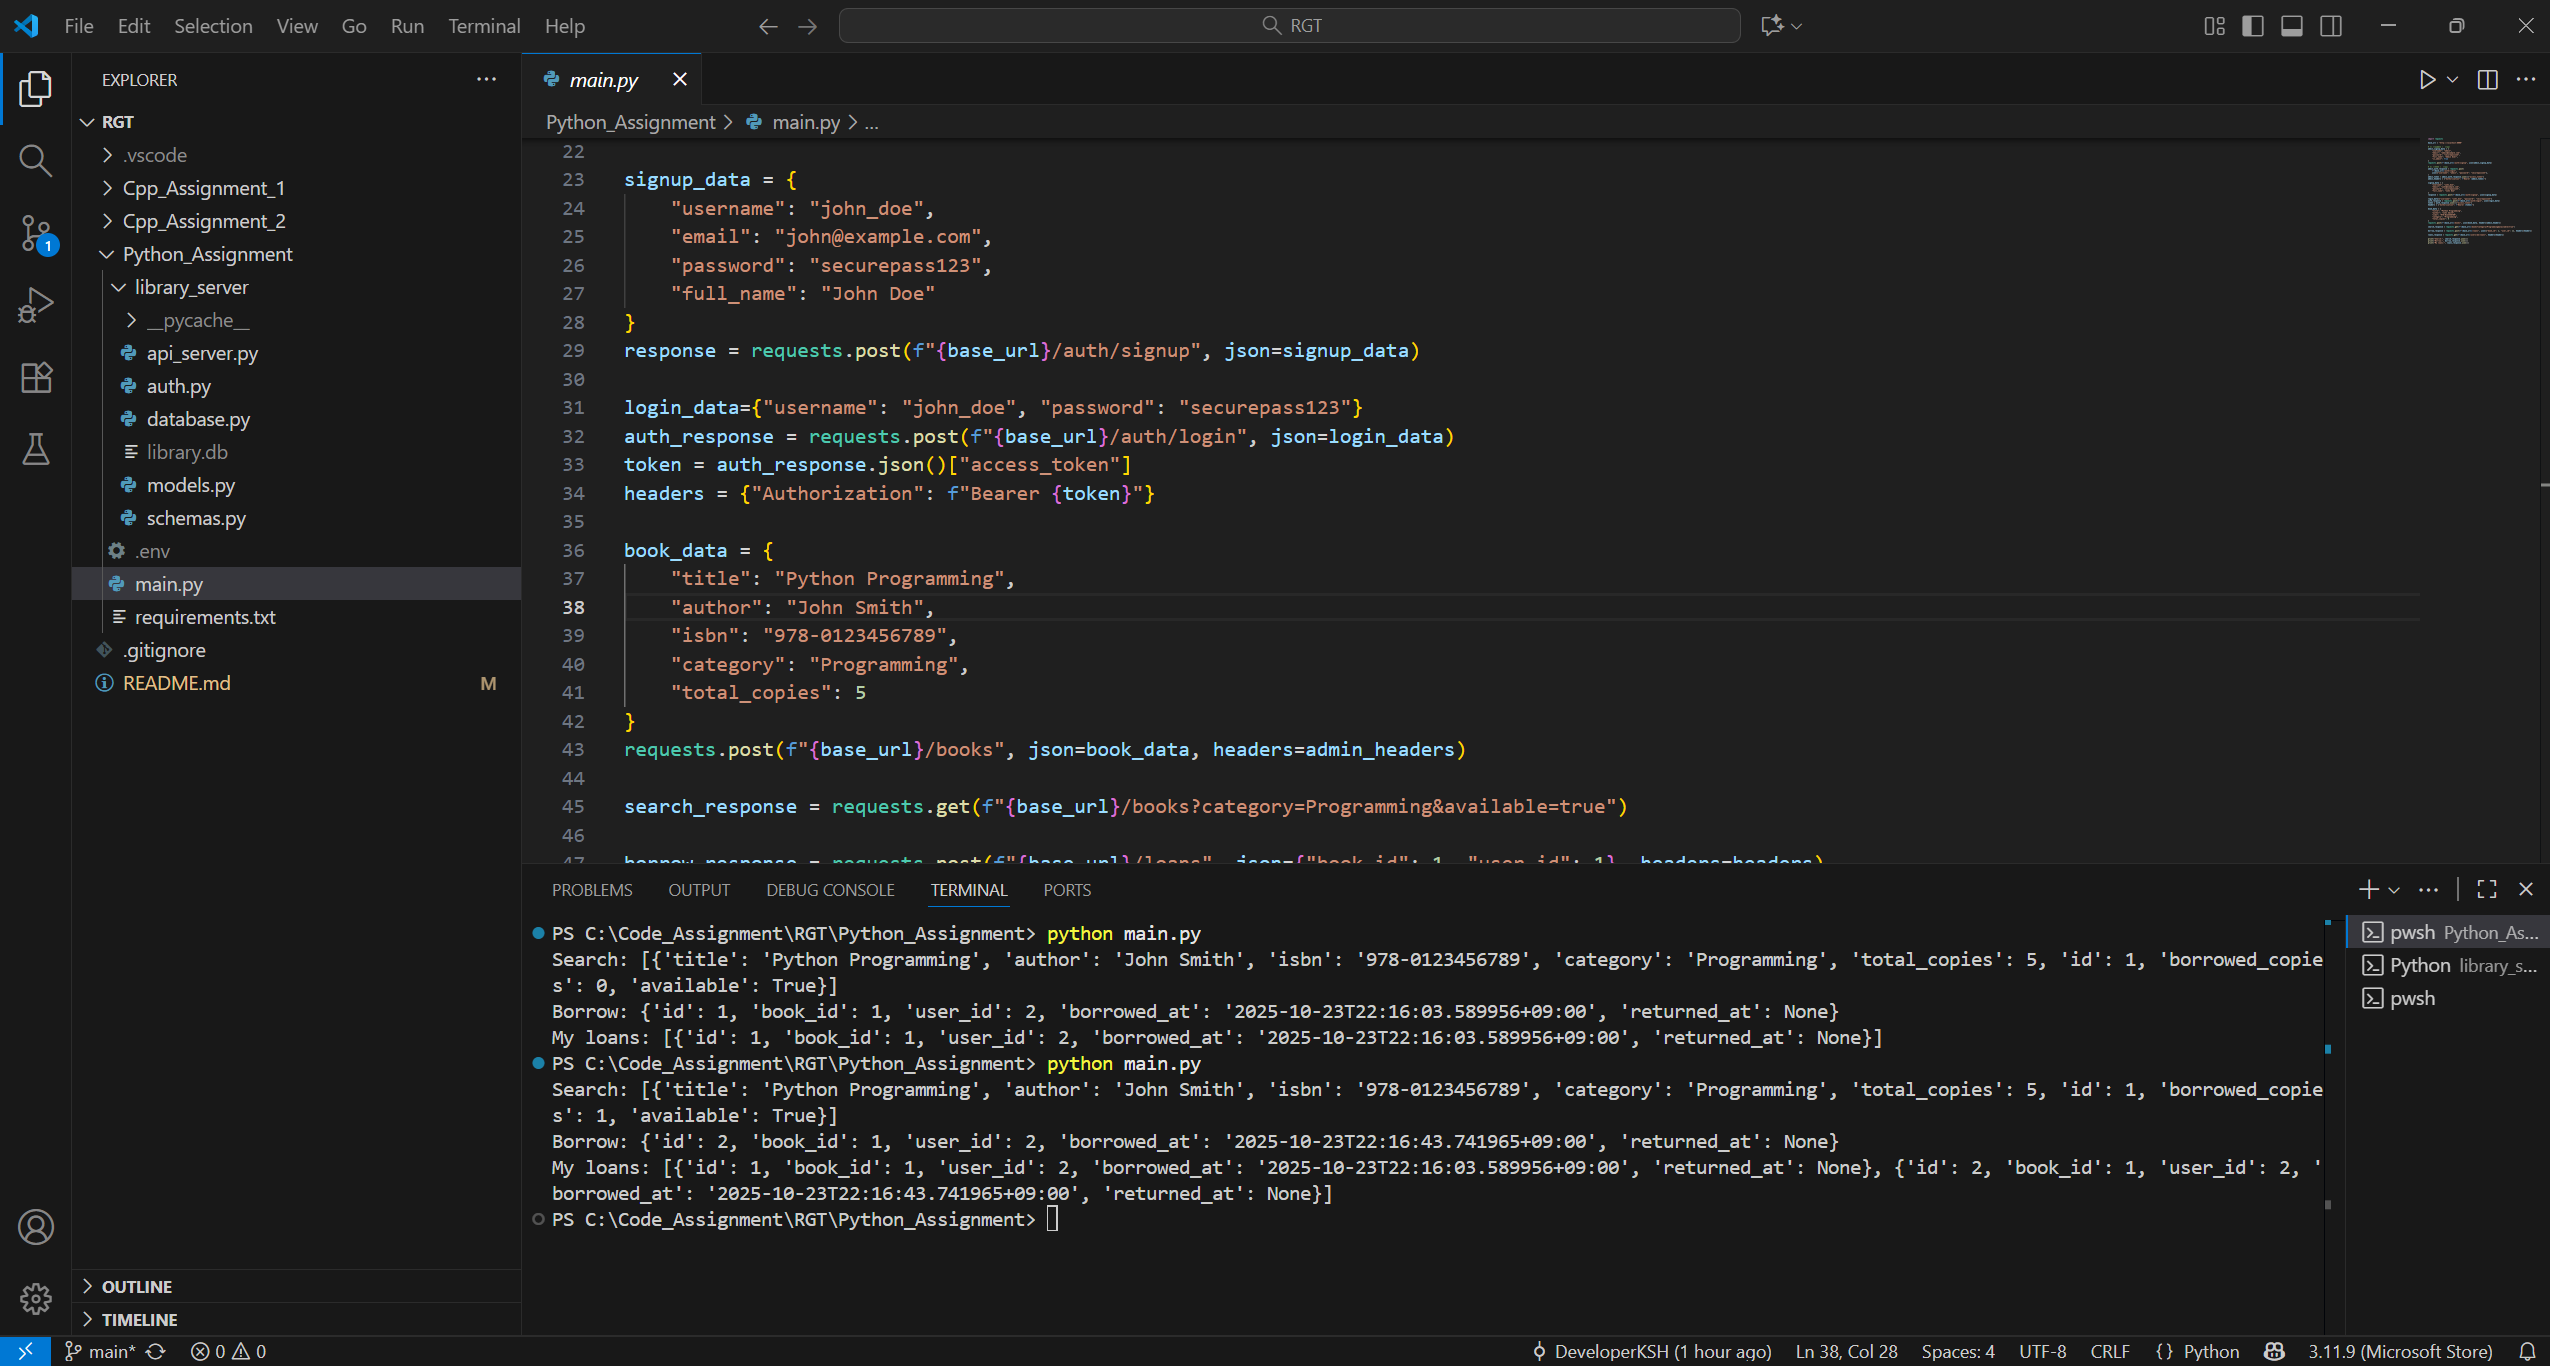 File Edit Selection View Go Run Terminal Help
RGT
EXPLORER
RGT
.vscode
Cpp_Assignment_1
Cpp_Assignment_2
Python_Assignment
library_server
__pycache__
api_server.py
auth.py
database.py
library.db
models.py
schemas.py
.env
main.py
requirements.txt
.gitignore
README.md M
OUTLINE
TIMELINE
main.py
Python_Assignment > main.py > ...
22
23 signup_data = {
24 "username": "john_doe",
25 "email": "john@example.com",
26 "password": "securepass123",
27 "full_name": "John Doe"
28 }
29 response = requests.post(f"{base_url}/auth/signup", json=signup_data)
30
31 login_data={"username": "john_doe", "password": "securepass123"}
32 auth_response = requests.post(f"{base_url}/auth/login", json=login_data)
33 token = auth_response.json()["access_token"]
34 headers = {"Authorization": f"Bearer {token}"}
35
36 book_data = {
37 "title": "Python Programming",
38 "author": "John Smith",
39 "isbn": "978-0123456789",
40 "category": "Programming",
41 "total_copies": 5
42 }
43 requests.post(f"{base_url}/books", json=book_data, headers=admin_headers)
44
45 search_response = requests.get(f"{base_url}/books?category=Programming&available=true")
46
47 borrow_response = requests.post(f"{base_url}/loans", json={"book_id": 1, "user_id": 1}, headers=headers)
PROBLEMS OUTPUT DEBUG CONSOLE TERMINAL PORTS
PS C:\Code_Assignment\RGT\Python_Assignment> python main.py
Search: [{'title': 'Python Programming', 'author': 'John Smith', 'isbn': '978-0123456789', 'category': 'Programming', 'total_copies': 5, 'id': 1, 'borrowed_copie
s': 0, 'available': True}]
Borrow: {'id': 1, 'book_id': 1, 'user_id': 2, 'borrowed_at': '2025-10-23T22:16:03.589956+09:00', 'returned_at': None}
My loans: [{'id': 1, 'book_id': 1, 'user_id': 2, 'borrowed_at': '2025-10-23T22:16:03.589956+09:00', 'returned_at': None}]
PS C:\Code_Assignment\RGT\Python_Assignment> python main.py
Search: [{'title': 'Python Programming', 'author': 'John Smith', 'isbn': '978-0123456789', 'category': 'Programming', 'total_copies': 5, 'id': 1, 'borrowed_copie
s': 1, 'available': True}]
Borrow: {'id': 2, 'book_id': 1, 'user_id': 2, 'borrowed_at': '2025-10-23T22:16:43.741965+09:00', 'returned_at': None}
My loans: [{'id': 1, 'book_id': 1, 'user_id': 2, 'borrowed_at': '2025-10-23T22:16:03.589956+09:00', 'returned_at': None}, {'id': 2, 'book_id': 1, 'user_id': 2, '
borrowed_at': '2025-10-23T22:16:43.741965+09:00', 'returned_at': None}]
PS C:\Code_Assignment\RGT\Python_Assignment>
pwsh Python_As...
Python library_s...
pwsh
1
main* 0 0 DeveloperKSH (1 hour ago) Ln 38, Col 28 Spaces: 4 UTF-8 CRLF {} Python 3.11.9 (Microsoft Store)